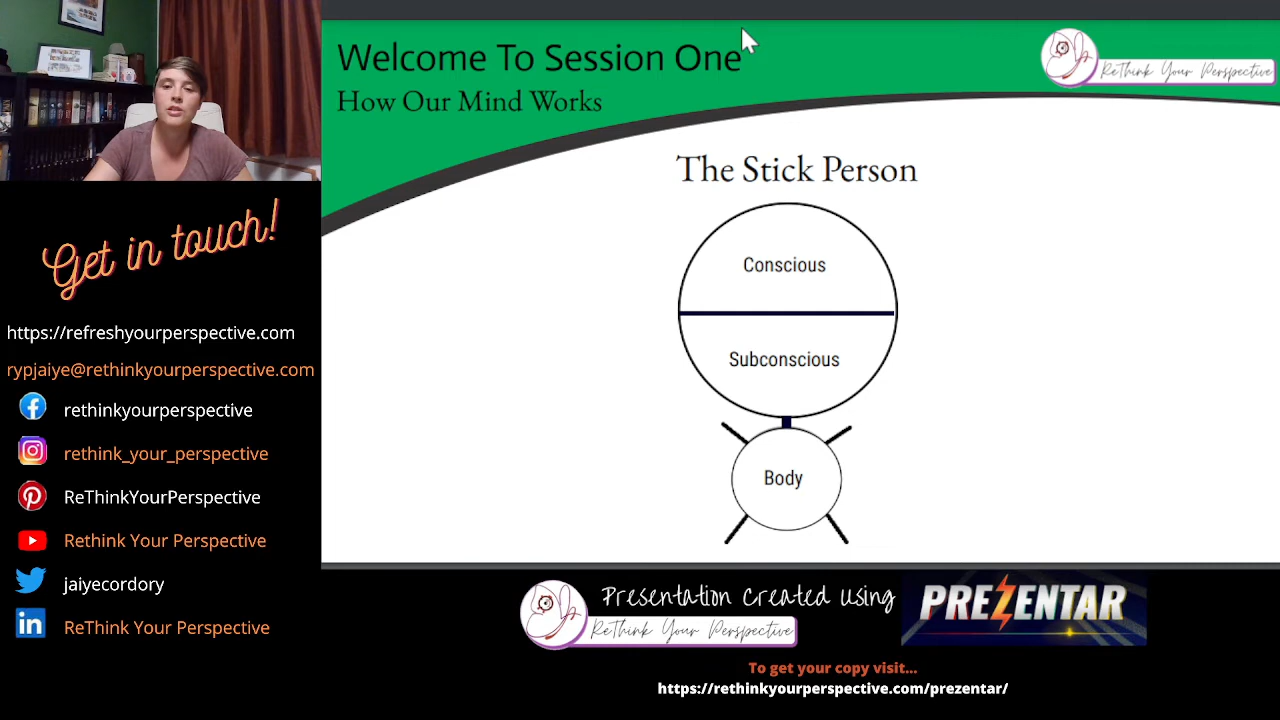 Welcome To Session One
How Our Mind Works
ReThink Your Perspective
The Stick Person
Conscious
Subconscious
Body
Get in touch!
https://refreshyourperspective.com
rypjaiye@rethinkyourperspective.com
rethinkyourperspective
rethink_your_perspective
ReThinkYourPerspective
Rethink Your Perspective
jaiyecordory
ReThink Your Perspective
Presentation Created Using
PREZENTAR
ReThink Your Perspective
To get your copy visit...
https://rethinkyourperspective.com/prezentar/